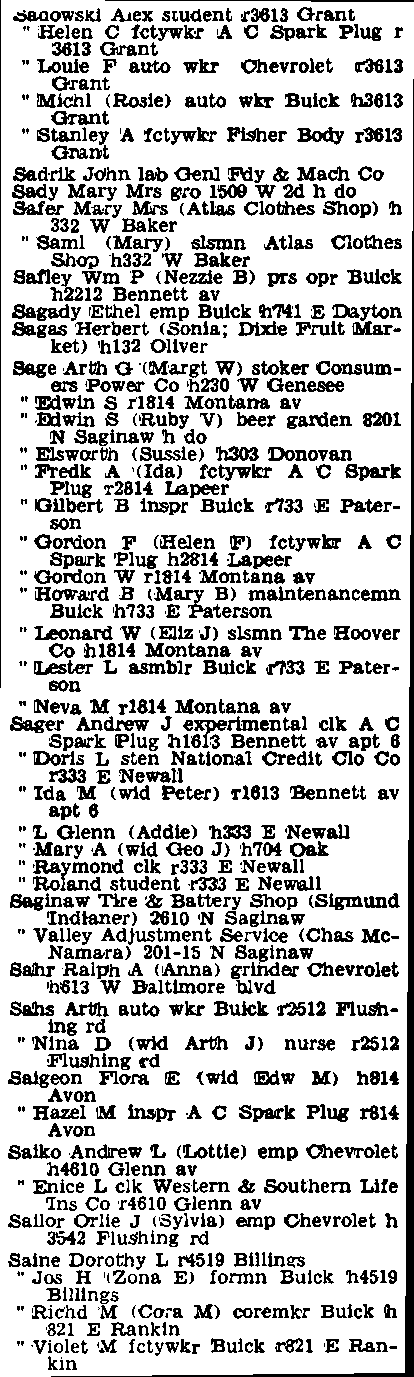 Sadowski Alex student r3613 Grant
" Helen C fctywkr A C Spark Plug r
3613 Grant
" Louie F auto wkr Chevrolet r3613
Grant
" Michl (Rosie) auto wkr Buick h3613
Grant
" Stanley A fctywkr Fisher Body r3613
Grant
Sadrik John lab Genl Fdy & Mach Co
Sady Mary Mrs gro 1509 W 2d h do
Safer Mary Mrs (Atlas Clothes Shop) h
332 W Baker
" Saml (Mary) slsmn Atlas Clothes
Shop h332 W Baker
Safley Wm P (Nezzie B) prs opr Buick
h2212 Bennett av
Sagady Ethel emp Buick h741 E Dayton
Sagas Herbert (Sonia; Dixie Fruit Mar-
ket) h132 Oliver
Sage Arth G (Margt W) stoker Consum-
ers Power Co h230 W Genesee
" Edwin S r1814 Montana av
" Edwin S (Ruby V) beer garden 8201
N Saginaw h do
" Elsworth (Sussie) h303 Donovan
" Fredk A (Ida) fctywkr A C Spark
Plug r2814 Lapeer
" Gilbert B inspr Buick r733 E Pater-
son
" Gordon F (Helen F) fctywkr A C
Spark Plug h2814 Lapeer
" Gordon W r1814 Montana av
" Howard B (Mary B) maintenancemn
Buick h733 E Paterson
" Leonard W (Eliz J) slsmn The Hoover
Co h1814 Montana av
" Lester L asmblr Buick r733 E Pater-
son
" Neva M r1814 Montana av
Sager Andrew J experimental clk A C
Spark Plug h1613 Bennett av apt 6
" Doris L sten National Credit Clo Co
r333 E Newall
" Ida M (wid Peter) r1613 Bennett av
apt 6
" L Glenn (Addie) h333 E Newall
" Mary A (wid Geo J) h704 Oak
" Raymond clk r333 E Newall
" Roland student r333 E Newall
Saginaw Tire & Battery Shop (Sigmund
Indianer) 2610 N Saginaw
" Valley Adjustment Service (Chas Mc-
Namara) 201-15 N Saginaw
Sahr Ralph A (Anna) grinder Chevrolet
h613 W Baltimore blvd
Sahs Arth auto wkr Buick r2512 Flush-
ing rd
" Nina D (wid Arth J) nurse r2512
Flushing rd
Saigeon Flora E (wid Edw M) h814
Avon
" Hazel M inspr A C Spark Plug r814
Avon
Saiko Andrew L (Lottie) emp Chevrolet
h4610 Glenn av
" Enice L clk Western & Southern Life
Ins Co r4610 Glenn av
Sailor Orlie J (Sylvia) emp Chevrolet h
3542 Flushing rd
Saine Dorothy L r4519 Billings
" Jos H (Zona E) formn Buick h4519
Billings
" Richd M (Cora M) coremkr Buick h
821 E Rankin
" Violet M fctywkr Buick r821 E Ran-
kin